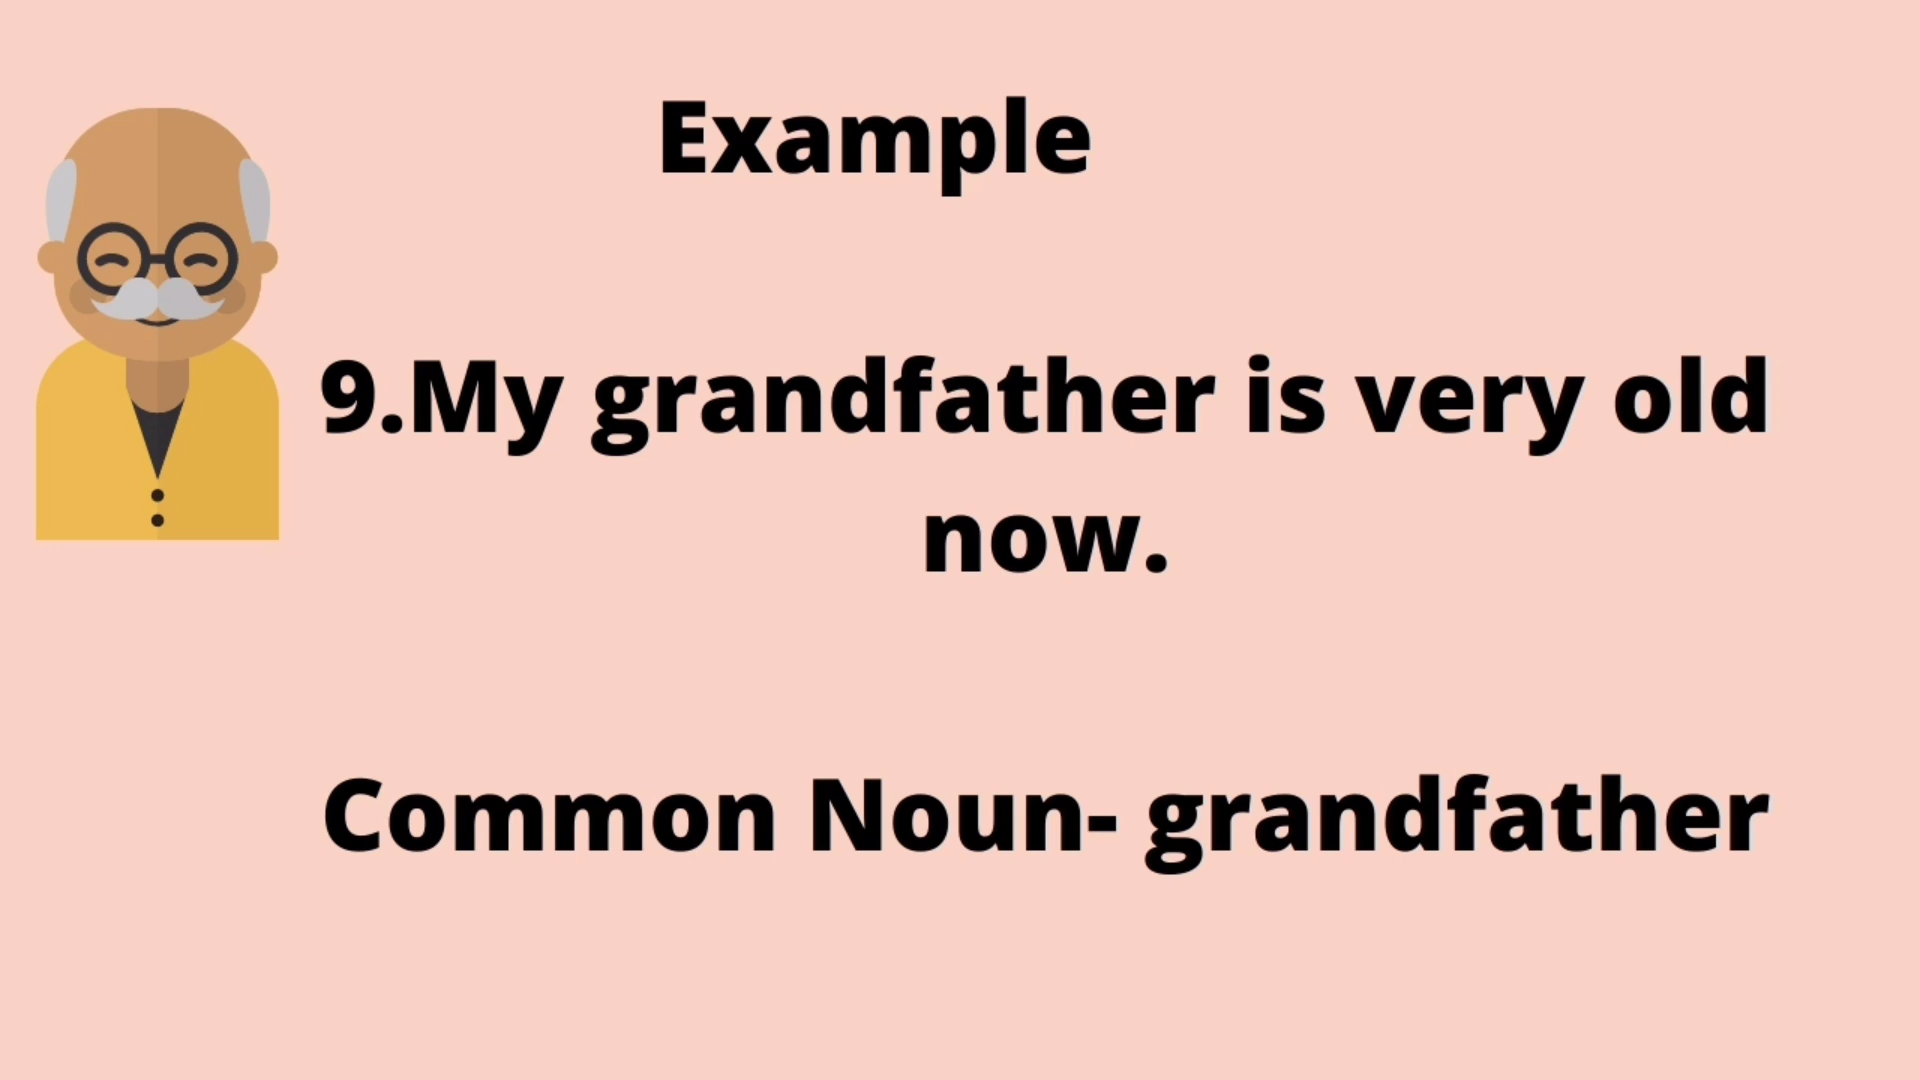 Example
9.My grandfather is very old
now.
Common Noun- grandfather